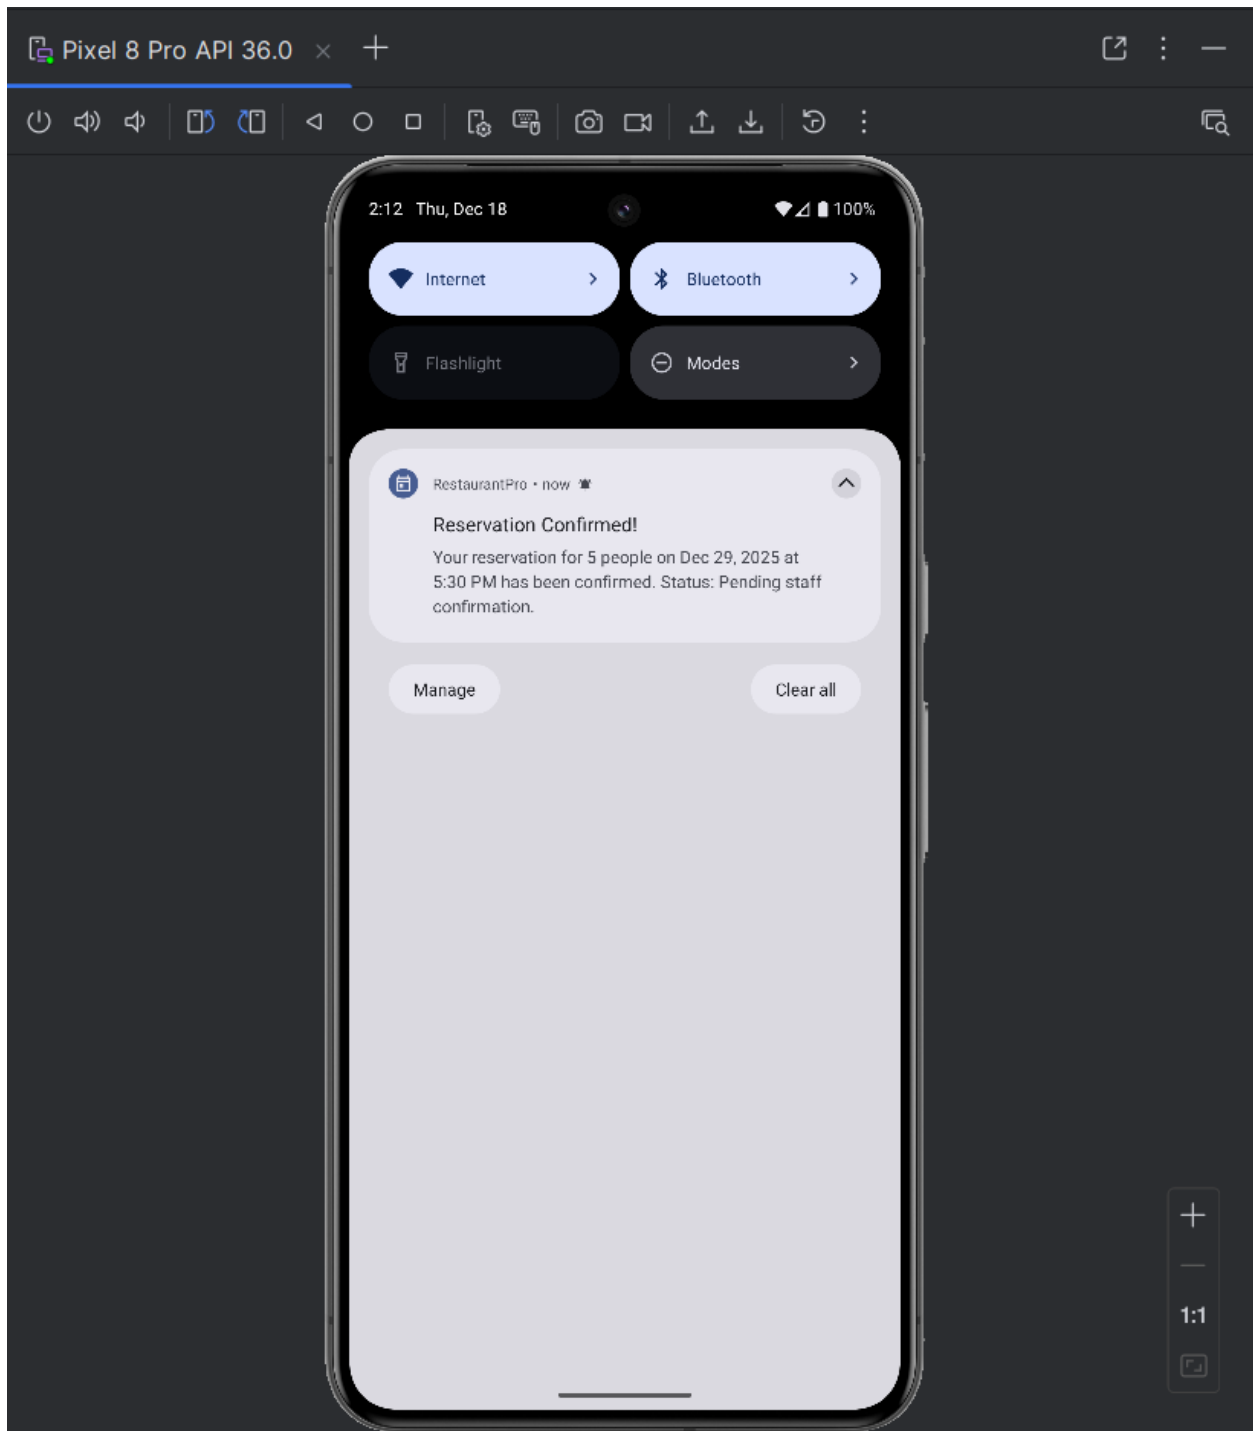 Pixel 8 Pro API 36.0
2:12 Thu, Dec 18
100%
Internet
Bluetooth
Flashlight
Modes
RestaurantPro • now
Reservation Confirmed!
Your reservation for 5 people on Dec 29, 2025 at
5:30 PM has been confirmed. Status: Pending staff
confirmation.
Manage
Clear all
1:1